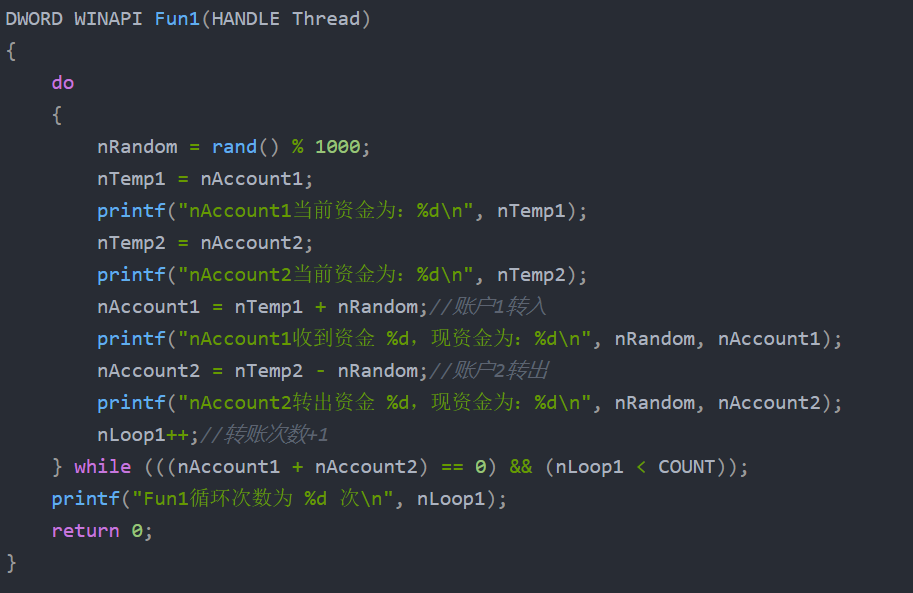 DWORD WINAPI Fun1(HANDLE Thread)
{
    do
    {
        nRandom = rand() % 1000;
        nTemp1 = nAccount1;
        printf("nAccount1当前资金为：%d\n", nTemp1);
        nTemp2 = nAccount2;
        printf("nAccount2当前资金为：%d\n", nTemp2);
        nAccount1 = nTemp1 + nRandom;//账户1转入
        printf("nAccount1收到资金 %d，现资金为：%d\n", nRandom, nAccount1);
        nAccount2 = nTemp2 - nRandom;//账户2转出
        printf("nAccount2转出资金 %d，现资金为：%d\n", nRandom, nAccount2);
        nLoop1++;//转账次数+1
    } while (((nAccount1 + nAccount2) == 0) && (nLoop1 < COUNT));
    printf("Fun1循环次数为 %d 次\n", nLoop1);
    return 0;
}